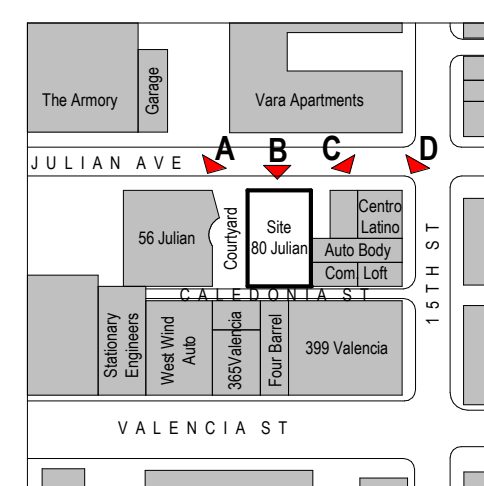 The Armory
Garage
Vara Apartments
A
B
C
D
JULIAN AVE
56 Julian
Courtyard
Site
80 Julian
Centro
Latino
Auto Body
Com.
Loft
15TH ST
CALEDONIA ST
Stationary
Engineers
West Wind
Auto
365Valencia
Four Barrel
399 Valencia
VALENCIA ST